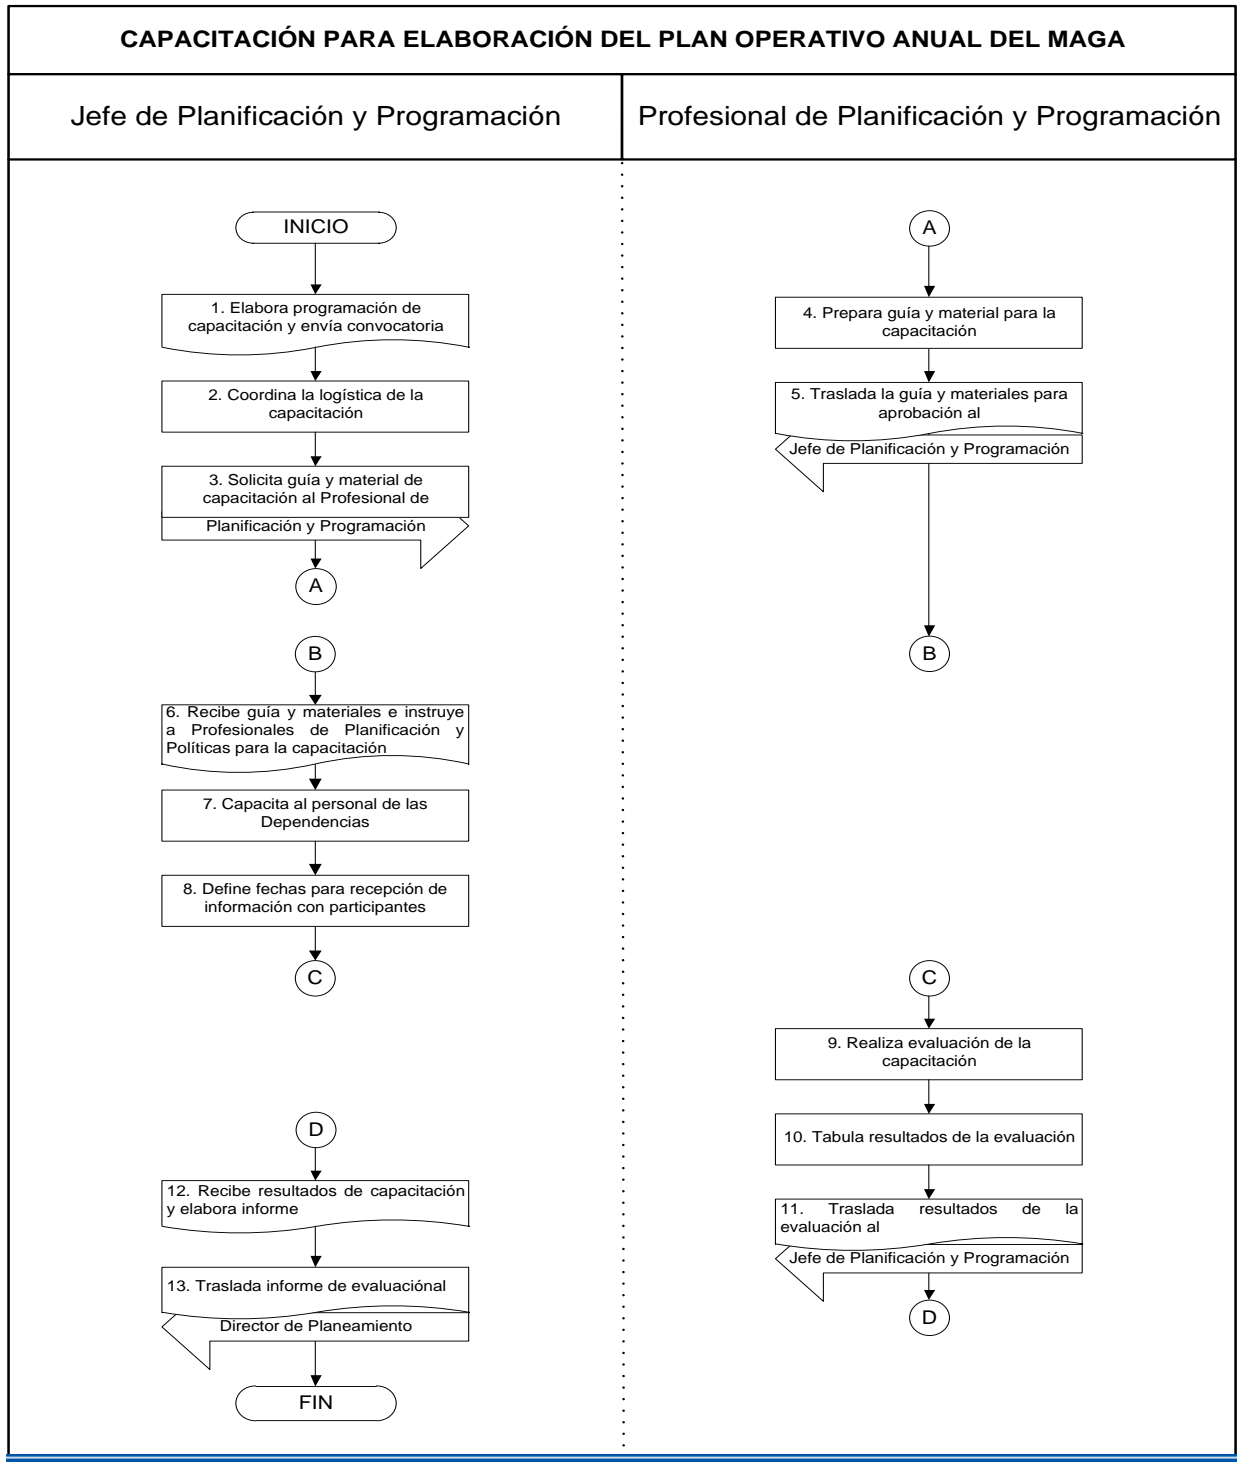 CAPACITACIÓN PARA ELABORACIÓN DEL PLAN OPERATIVO ANUAL DEL MAGA
Jefe de Planificación y Programación
Profesional de Planificación y Programación
INICIO
1. Elabora programación de
capacitación y envía convocatoria
2. Coordina la logística de la
capacitación
3. Solicita guía y material de
capacitación al Profesional de
Planificación y Programación
A
B
6. Recibe guía y materiales e instruye
a Profesionales de Planificación y
Políticas para la capacitación
7. Capacita al personal de las
Dependencias
8. Define fechas para recepción de
información con participantes
C
D
12. Recibe resultados de capacitación
y elabora informe
13. Traslada informe de evaluaciónal
Director de Planeamiento
FIN
A
4. Prepara guía y material para la
capacitación
5. Traslada la guía y materiales para
aprobación al
Jefe de Planificación y Programación
B
C
9. Realiza evaluación de la
capacitación
10. Tabula resultados de la evaluación
11. Traslada resultados de la
evaluación al
Jefe de Planificación y Programación
D